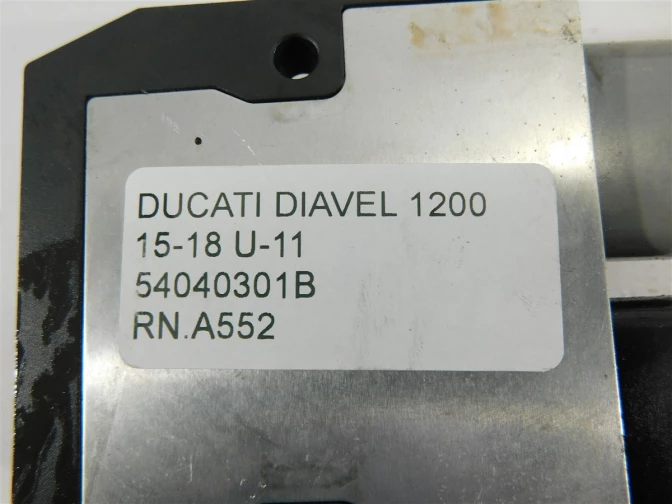 DUCATI DIAVEL 1200
15-18 U-11
54040301B
RN.A552